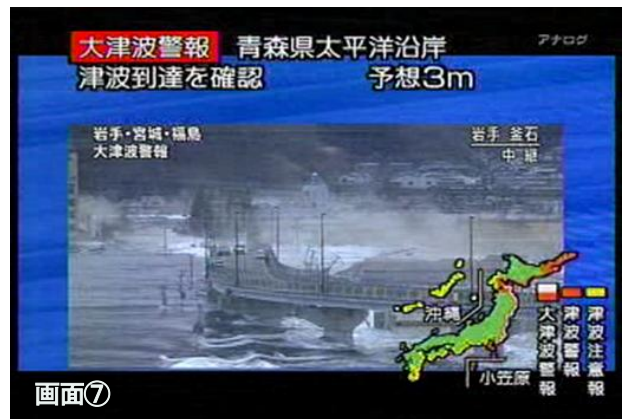 大津波警報 青森県太平洋沿岸
アナログ
津波到達を確認 予想3m
岩手・宮城・福島
大津波警報
岩手 釜石
中継
沖縄
小笠原
大津波警報
津波警報
津波注意報
画面⑦